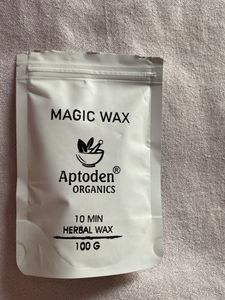 MAGIC WAX
Aptoden®
ORGANICS
10 MIN
HERBAL WAX
100 G